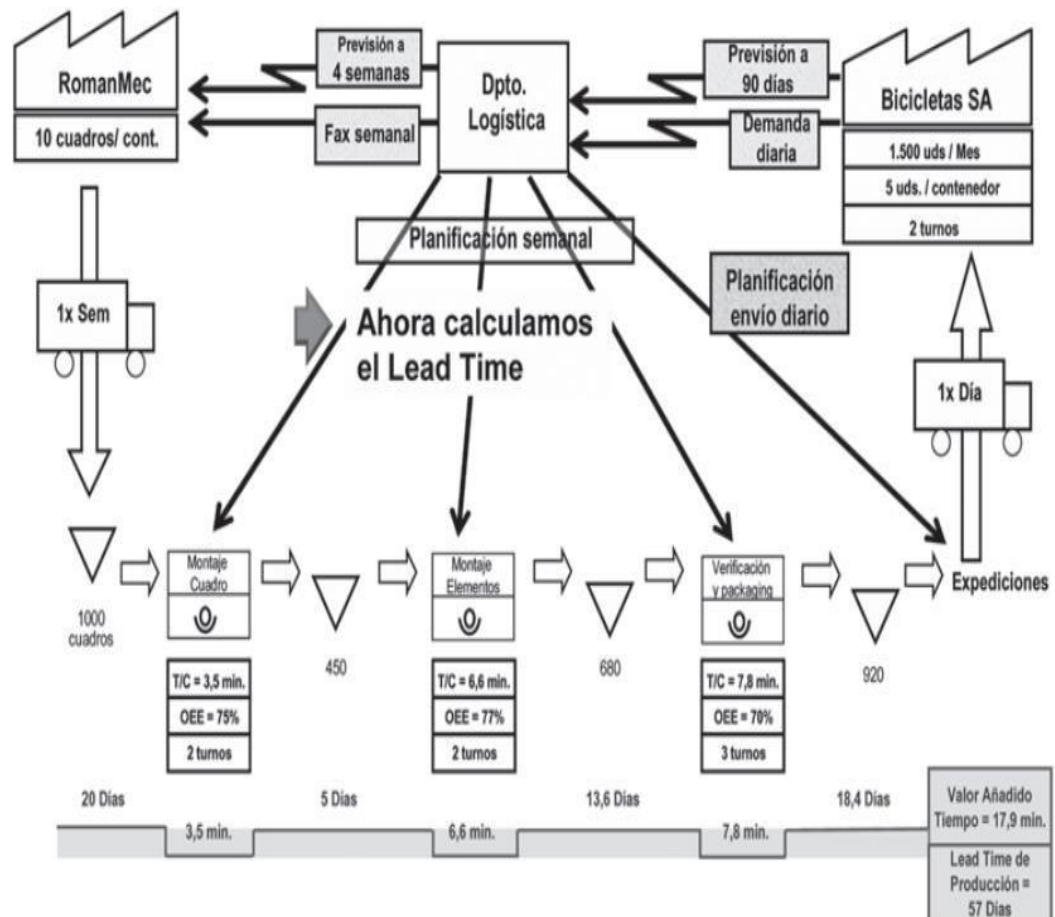 RomanMec
10 cuadros/ cont.
Previsión a
4 semanas
Fax semanal
Dpto.
Logística
Previsión a
90 días
Demanda
diaria
Bicicletas SA
1.500 uds / Mes
5 uds. / contenedor
2 turnos
Planificación semanal
Planificación
envío diario
1x Sem
Ahora calculamos
el Lead Time
1x Día
Montaje
Cuadro
Montaje
Elementos
Verificación
y packaging
Expediciones
1000
cuadros
450
680
920
T/C = 3,5 min.
OEE = 75%
2 turnos
T/C = 6,6 min.
OEE = 77%
2 turnos
T/C = 7,8 min.
OEE = 70%
3 turnos
20 Días
5 Días
13,6 Días
18,4 Días
3,5 min.
6,6 min.
7,8 min.
Valor Añadido
Tiempo = 17,9 min.
Lead Time de
Producción =
57 Días